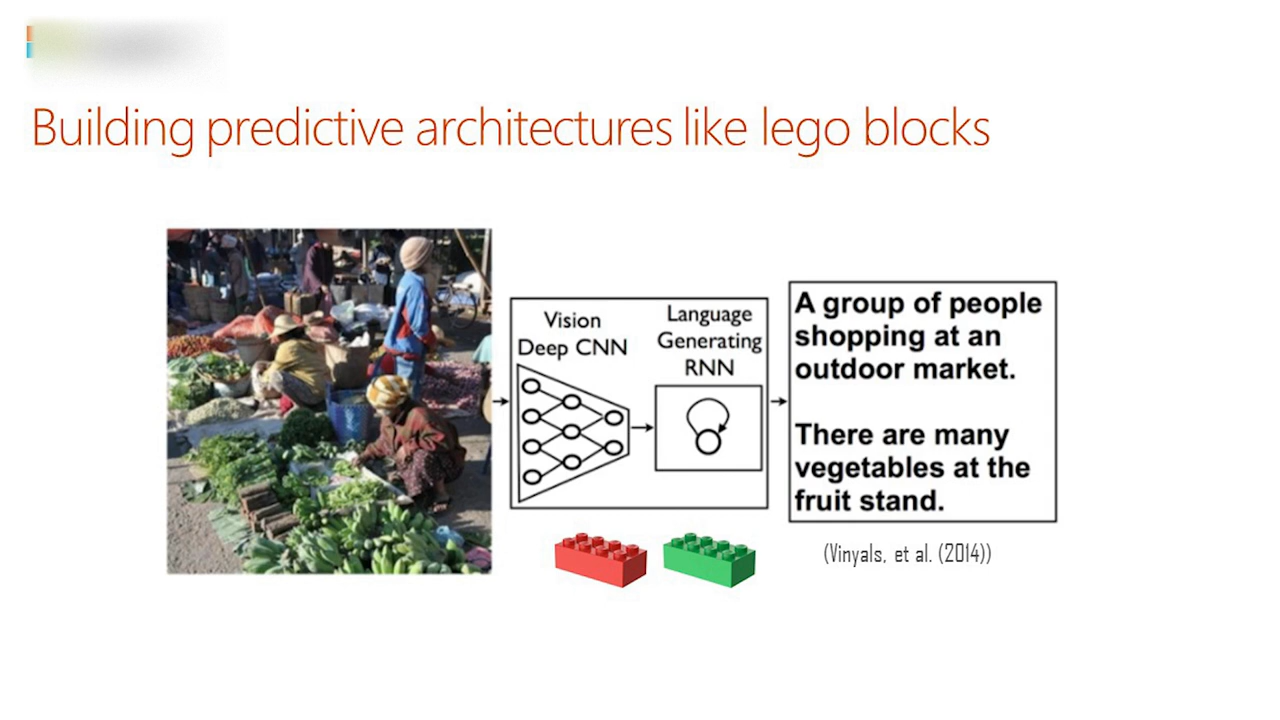 Building predictive architectures like lego blocks
Vision
Deep CNN
Language
Generating
RNN
A group of people
shopping at an
outdoor market.
There are many
vegetables at the
fruit stand.
(Vinyals, et al. (2014))